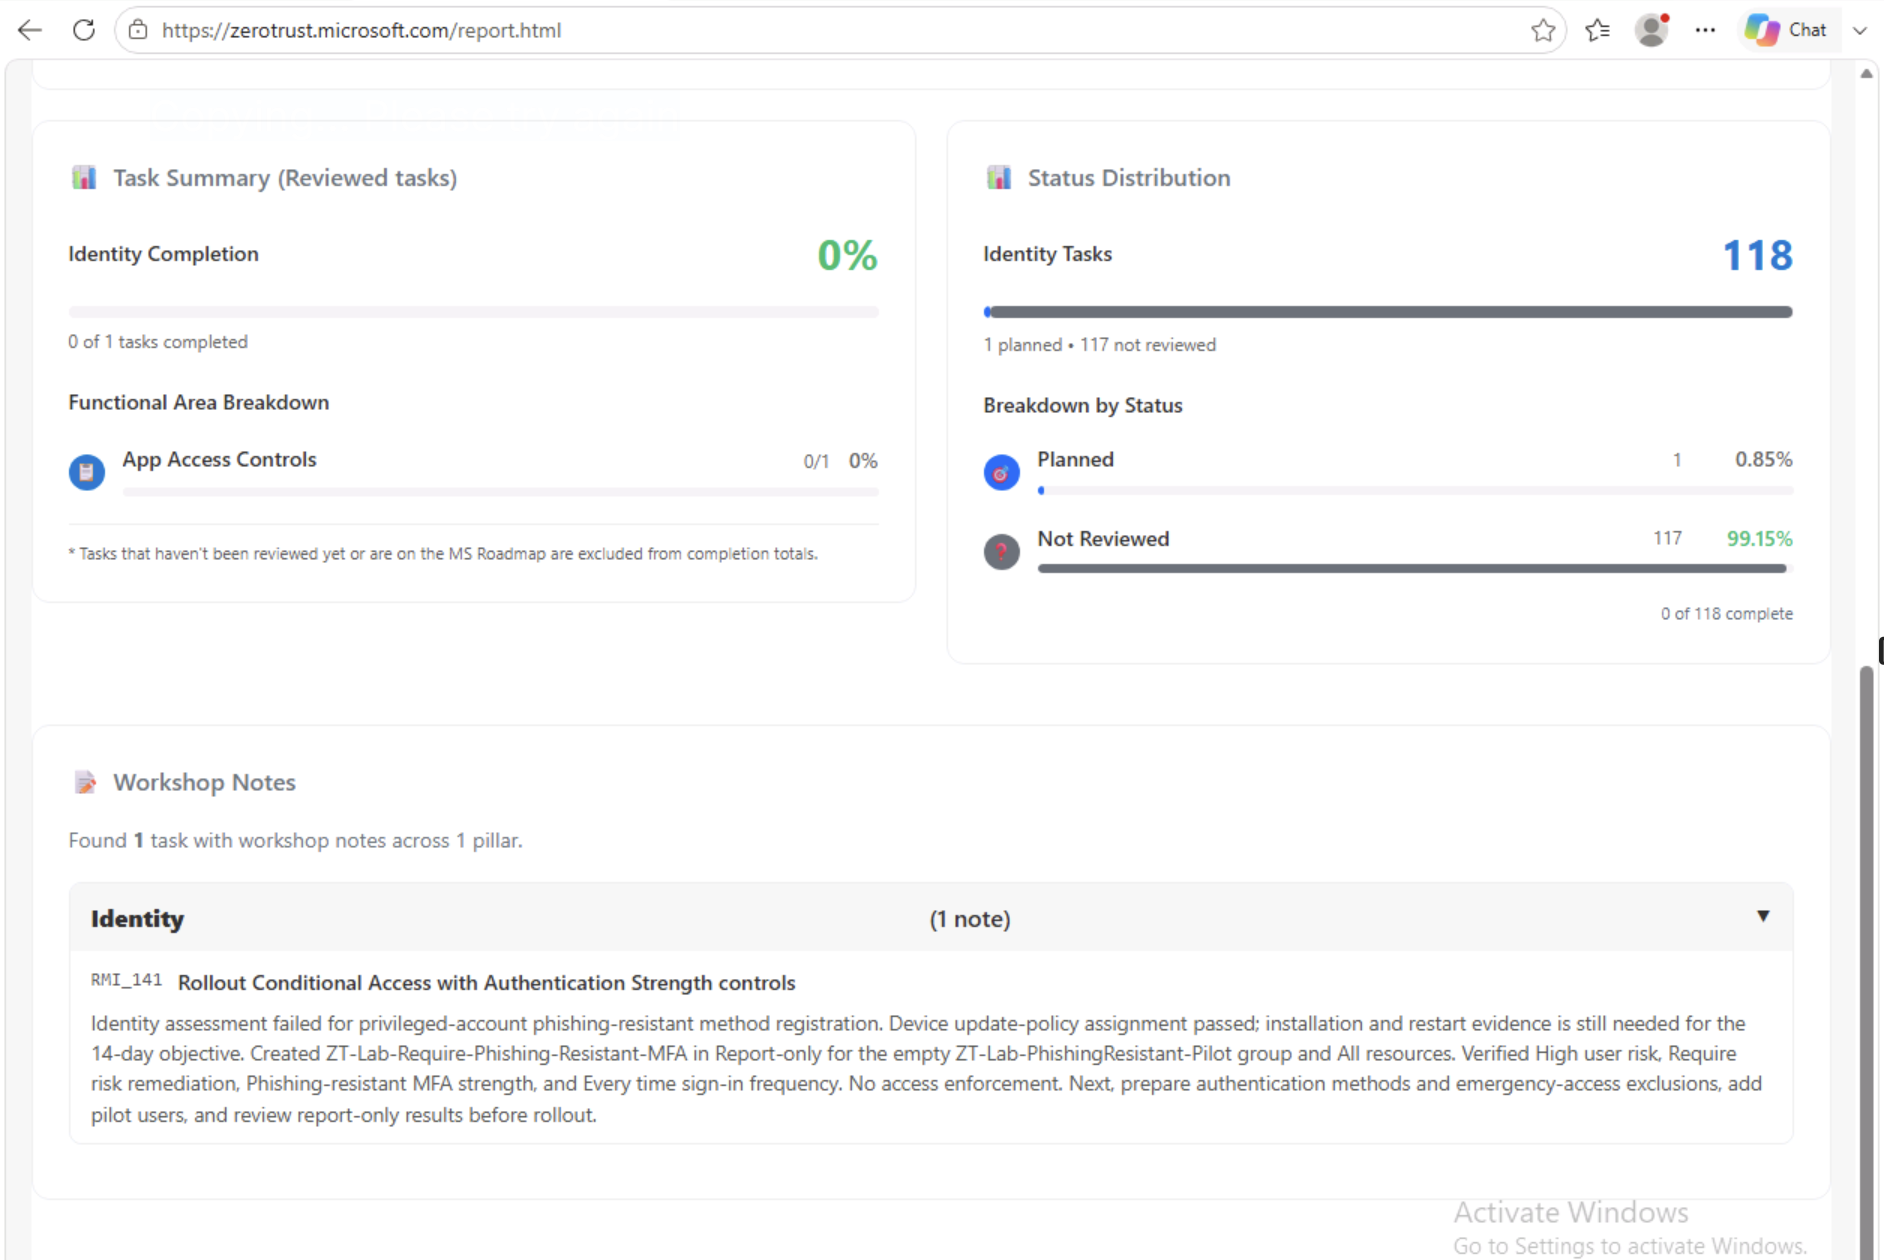 https://zerotrust.microsoft.com/report.html
Chat
Task Summary (Reviewed tasks)
Identity Completion
0%
0 of 1 tasks completed
Functional Area Breakdown
App Access Controls
0/1 0%
* Tasks that haven't been reviewed yet or are on the MS Roadmap are excluded from completion totals.
Status Distribution
Identity Tasks
118
1 planned • 117 not reviewed
Breakdown by Status
Planned
1 0.85%
Not Reviewed
117 99.15%
0 of 118 complete
Workshop Notes
Found 1 task with workshop notes across 1 pillar.
Identity
(1 note)
RMI_141 Rollout Conditional Access with Authentication Strength controls
Identity assessment failed for privileged-account phishing-resistant method registration. Device update-policy assignment passed; installation and restart evidence is still needed for the
14-day objective. Created ZT-Lab-Require-Phishing-Resistant-MFA in Report-only for the empty ZT-Lab-PhishingResistant-Pilot group and All resources. Verified High user risk, Require
risk remediation, Phishing-resistant MFA strength, and Every time sign-in frequency. No access enforcement. Next, prepare authentication methods and emergency-access exclusions, add
pilot users, and review report-only results before rollout.
Activate Windows
Go to Settings to activate Windows.